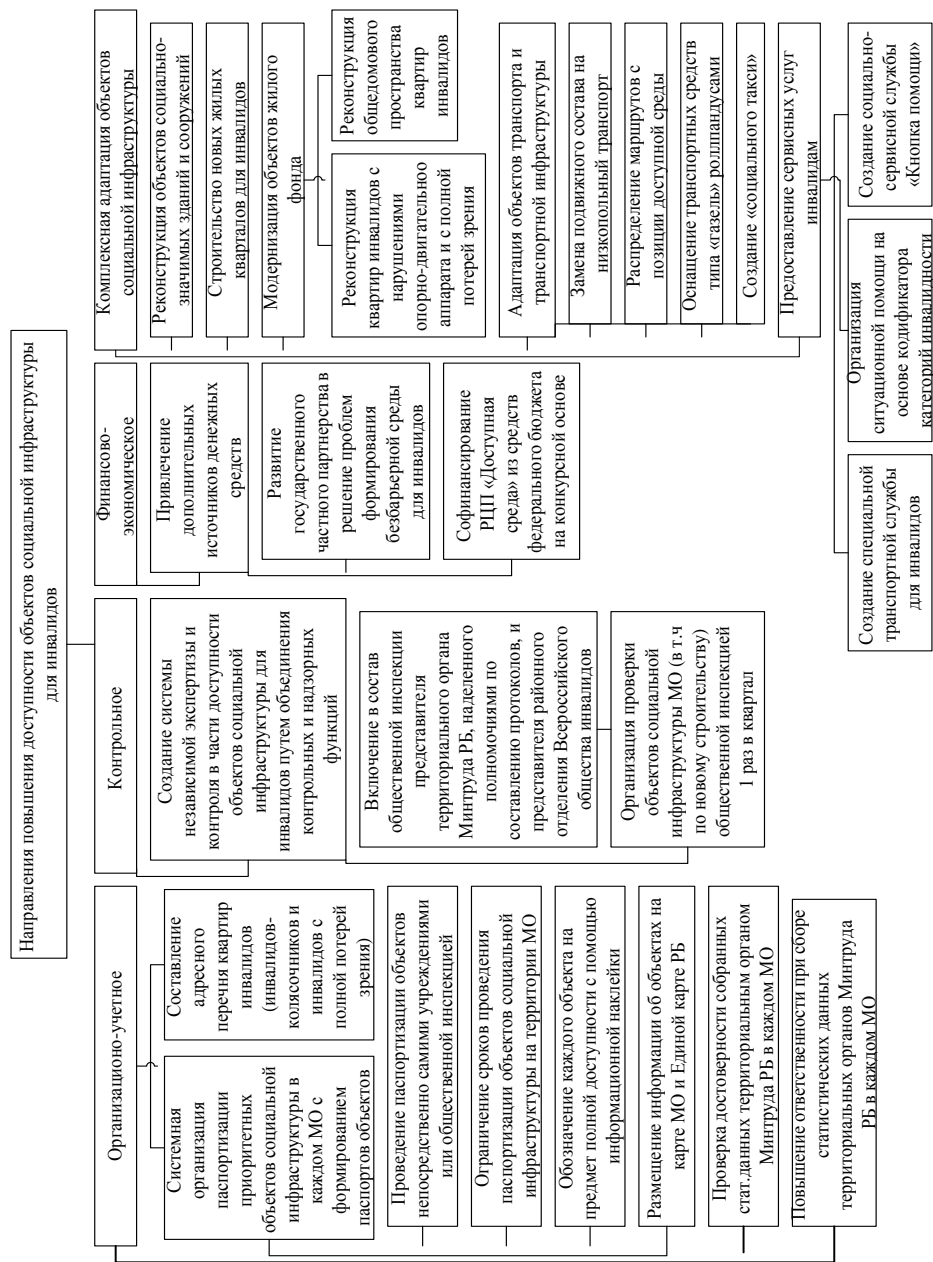 Направления повышения доступности объектов социальной инфраструктуры
для инвалидов
Организационо-учетное
Системная
организация
паспортизации
приоритетных
объектов социальной
инфраструктуры в
каждом МО с
формированием
паспортов объектов
Составление
адресного
перечня квартир
инвалидов
(инвалидов-
колясочников и
инвалидов с
полной потерей
зрения)
Проведение паспортизации объектов
непосредственно самими учреждениями
или общественной инспекцией
Ограничение сроков проведения
паспортизации объектов социальной
инфраструктуры на территории МО
Обозначение каждого объекта на
предмет полной доступности с помощью
информационной наклейки
Размещение информации об объектах на
карте МО и Единой карте РБ
Проверка достоверности собранных
стат.данных территориальным органом
Минтруда РБ в каждом МО
Повышение ответственности при сборе
статистических данных
территориальных органов Минтруда
РБ в каждом МО
Контрольное
Создание системы
независимой экспертизы и
контроля в части доступности
объектов социальной
инфраструктуры для
инвалидов путем объединения
контрольных и надзорных
функций
Включение в состав
общественной инспекции
представителя
территориального органа
Минтруда РБ, наделенного
полномочиями по
составлению протоколов, и
представителя районного
отделения Всероссийского
общества инвалидов
Организация проверки
объектов социальной
инфраструктуры МО (в т.ч
по новому строительству)
общественной инспекцией
1 раз в квартал
Финансово-
экономическое
Привлечение
дополнительных
источников денежных
средств
Развитие
государственного
частного партнерства в
решение проблем
формирования
безбарьерной среды
для инвалидов
Софинансирование
РЦП «Доступная
среда» из средств
федерального бюджета
на конкурсной основе
Комплексная адаптация объектов
социальной инфраструктуры
Реконструкция объектов социально-
значимых зданий и сооружений
Строительство новых жилых
кварталов для инвалидов
Модернизация объектов жилого
фонда
Реконструкция
квартир инвалидов с
нарушениями
опорно-двигательноо
аппарата и с полной
потерей зрения
Реконструкция
общедомового
пространства
квартир
инвалидов
Адаптация объектов транспорта и
транспортной инфраструктуры
Замена подвижного состава на
низкопольный транспорт
Распределение маршрутов с
позиции доступной среды
Оснащение транспортных средств
типа «газель» роллпандусами
Создание «социального такси»
Предоставление сервисных услуг
инвалидам
Создание специальной
транспортной службы
для инвалидов
Организация
ситуационной помощи на
основе кодификатора
категорий инвалидности
Создание социально-
сервисной службы
«Кнопка помощи»